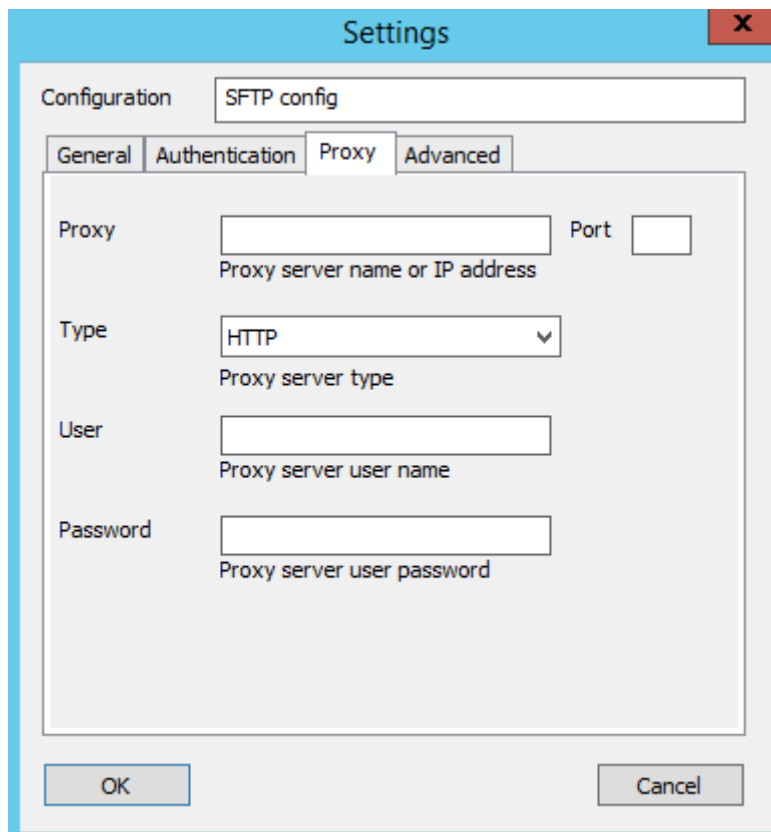 Settings
X
Configuration SFTP config
General Authentication Proxy Advanced
Proxy Port
Proxy server name or IP address
Type HTTP
Proxy server type
User
Proxy server user name
Password
Proxy server user password
OK Cancel